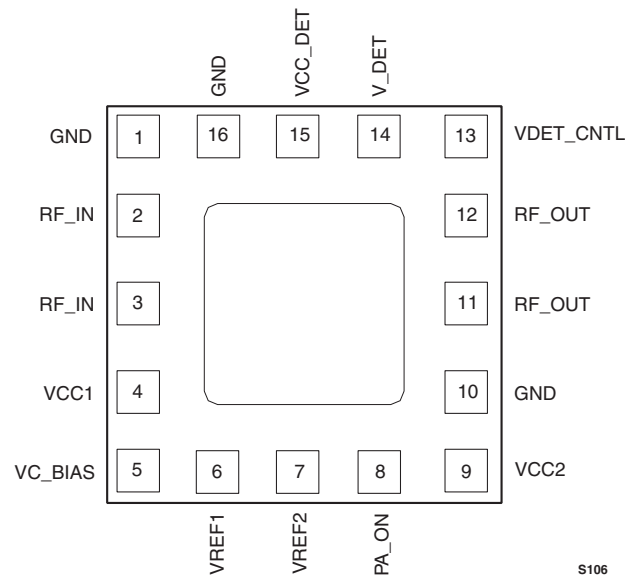 GND
VCC_DET
V_DET
GND 1 16 15 14 13 VDET_CNTL
RF_IN 2 12 RF_OUT
RF_IN 3 11 RF_OUT
VCC1 4 10 GND
VC_BIAS 5 6 7 8 9 VCC2
VREF1
VREF2
PA_ON
S106